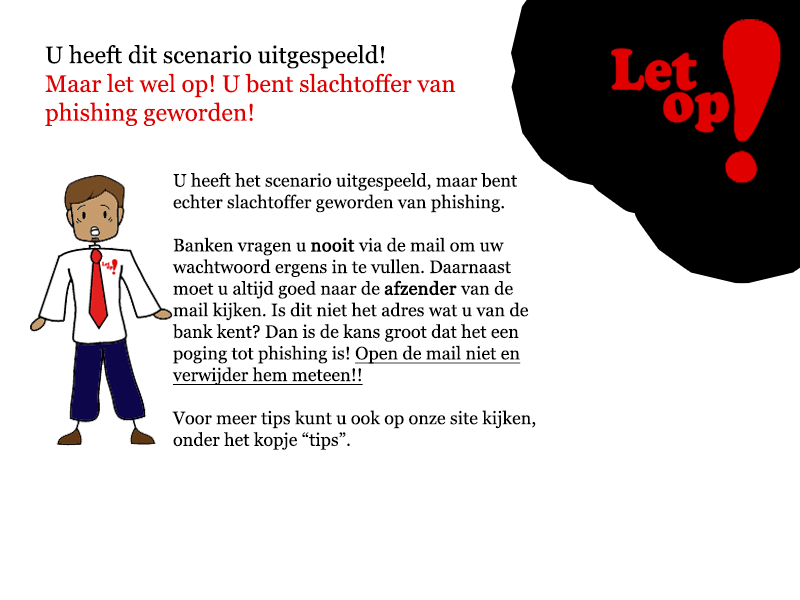 U heeft dit scenario uitgespeeld!
Maar let wel op! U bent slachtoffer van
phishing geworden!
Let
op!
U heeft het scenario uitgespeeld, maar bent
echter slachtoffer geworden van phishing.
Banken vragen u nooit via de mail om uw
wachtwoord ergens in te vullen. Daarnaast
moet u altijd goed naar de afzender van de
mail kijken. Is dit niet het adres wat u van de
bank kent? Dan is de kans groot dat het een
poging tot phishing is! Open de mail niet en
verwijder hem meteen!!
Voor meer tips kunt u ook op onze site kijken,
onder het kopje “tips”.
Let
op!